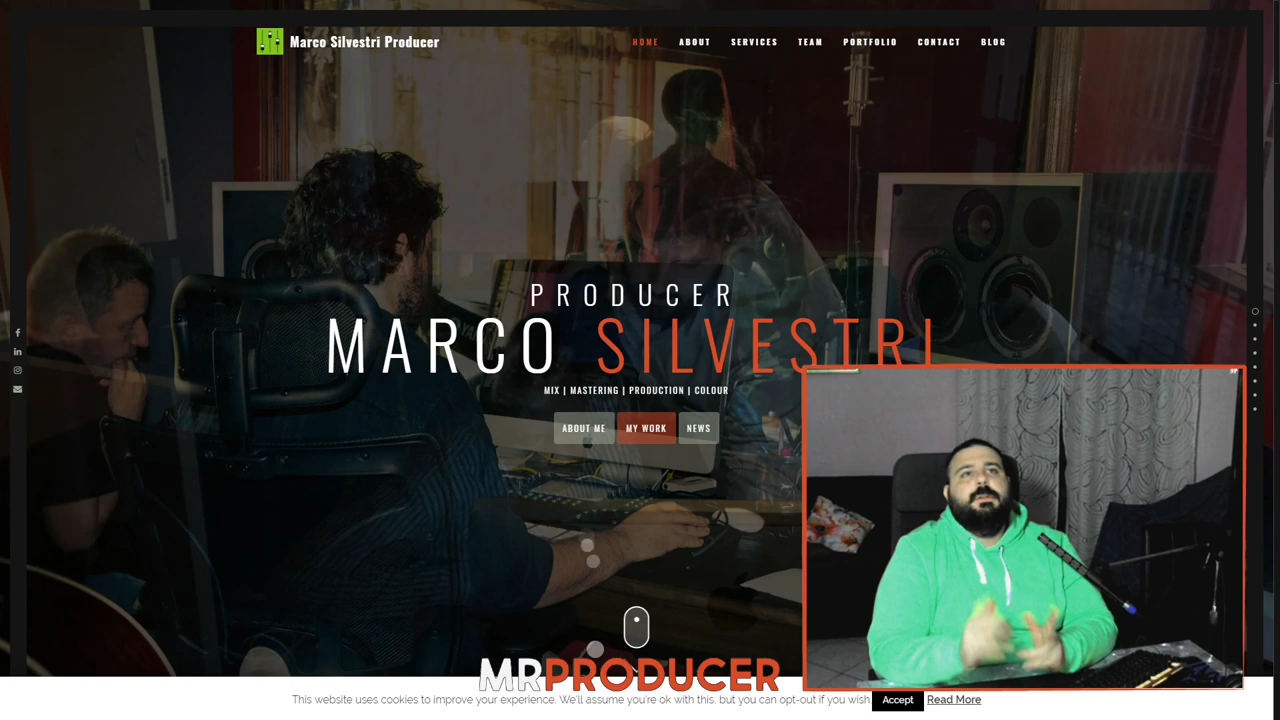 Marco Silvestri Producer
HOME ABOUT SERVICES TEAM PORTFOLIO CONTACT BLOG
PRODUCER
MARCO SILVESTRI
MIX | MASTERING | PRODUCTION | COLOUR
ABOUT ME MY WORK NEWS
MRPRODUCER
This website uses cookies to improve your experience. We'll assume you're ok with this, but you can opt-out if you wish. Accept Read More